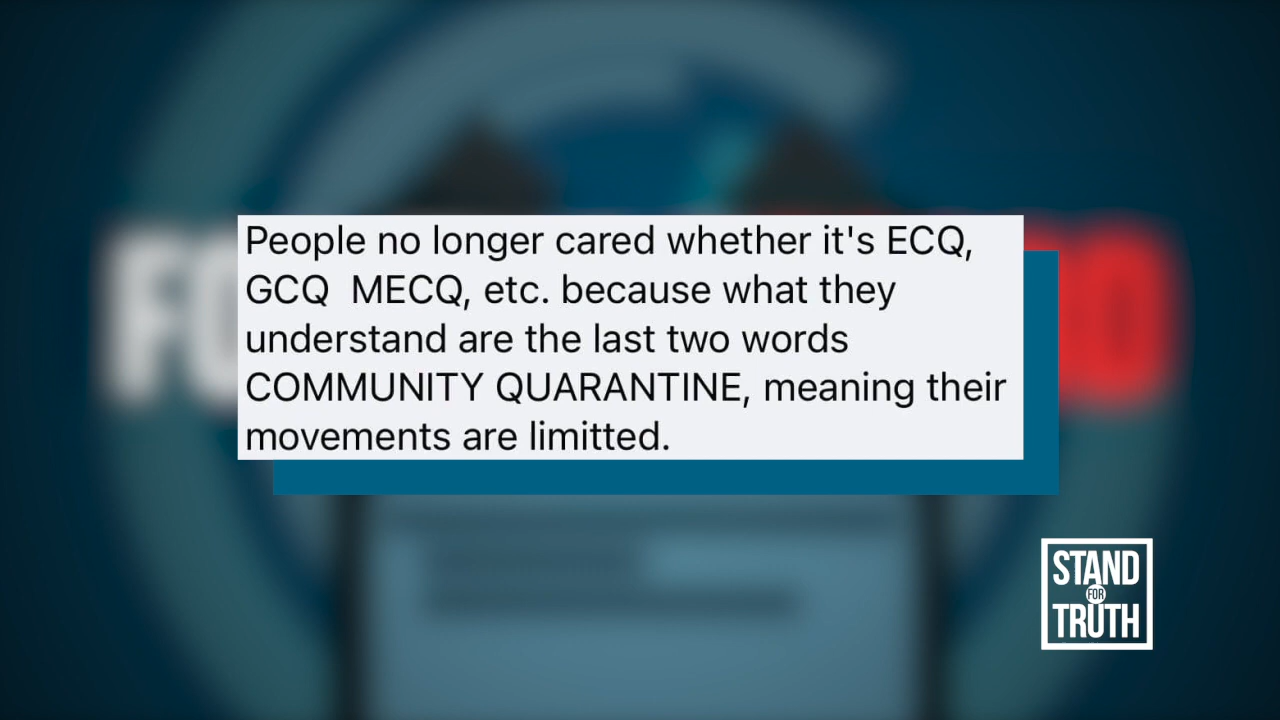 People no longer cared whether it's ECQ,
GCQ  MECQ, etc. because what they
understand are the last two words
COMMUNITY QUARANTINE, meaning their
movements are limitted.
STAND
FOR
TRUTH